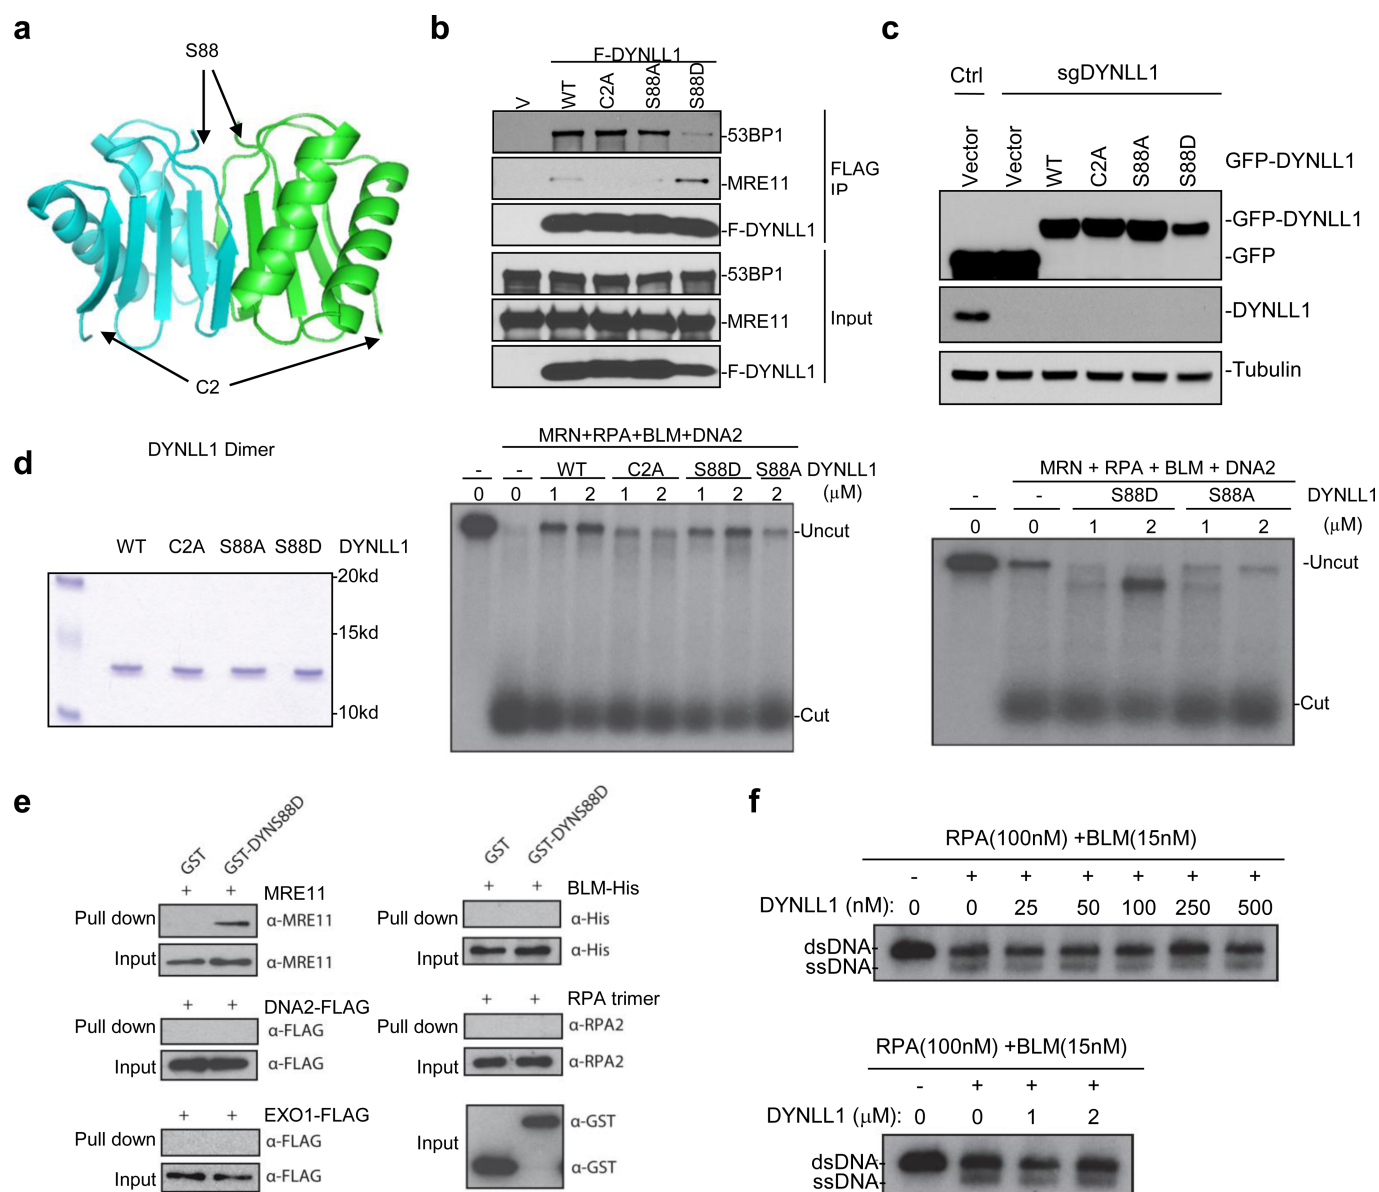 a
S88
C2
DYNLL1 Dimer
b
F-DYNLL1
V WT C2A S88A S88D
-53BP1
-MRE11
-F-DYNLL1
FLAG
IP
-53BP1
-MRE11
-F-DYNLL1
Input
c
Ctrl sgDYNLL1
Vector Vector WT C2A S88A S88D GFP-DYNLL1
-GFP-DYNLL1
-GFP
-DYNLL1
-Tubulin
d
WT C2A S88A S88D DYNLL1
-20kd
-15kd
-10kd
MRN+RPA+BLM+DNA2
- - WT C2A S88D S88A DYNLL1
0 0 1 2 1 2 1 2 2 (μM)
-Uncut
-Cut
MRN + RPA + BLM + DNA2
- - S88D S88A DYNLL1
0 0 1 2 1 2 (μM)
-Uncut
-Cut
e
GST GST-DYNS88D
+ + MRE11
Pull down α-MRE11
Input α-MRE11
+ + DNA2-FLAG
Pull down α-FLAG
Input α-FLAG
+ + EXO1-FLAG
Pull down α-FLAG
Input α-FLAG
GST GST-DYNS88D
+ + BLM-His
Pull down α-His
Input α-His
+ + RPA trimer
Pull down α-RPA2
Input α-RPA2
Input α-GST
α-GST
f
RPA(100nM) +BLM(15nM)
- + + + + + +
DYNLL1 (nM): 0 0 25 50 100 250 500
dsDNA-
ssDNA-
RPA(100nM) +BLM(15nM)
- + + +
DYNLL1 (μM): 0 0 1 2
dsDNA-
ssDNA-